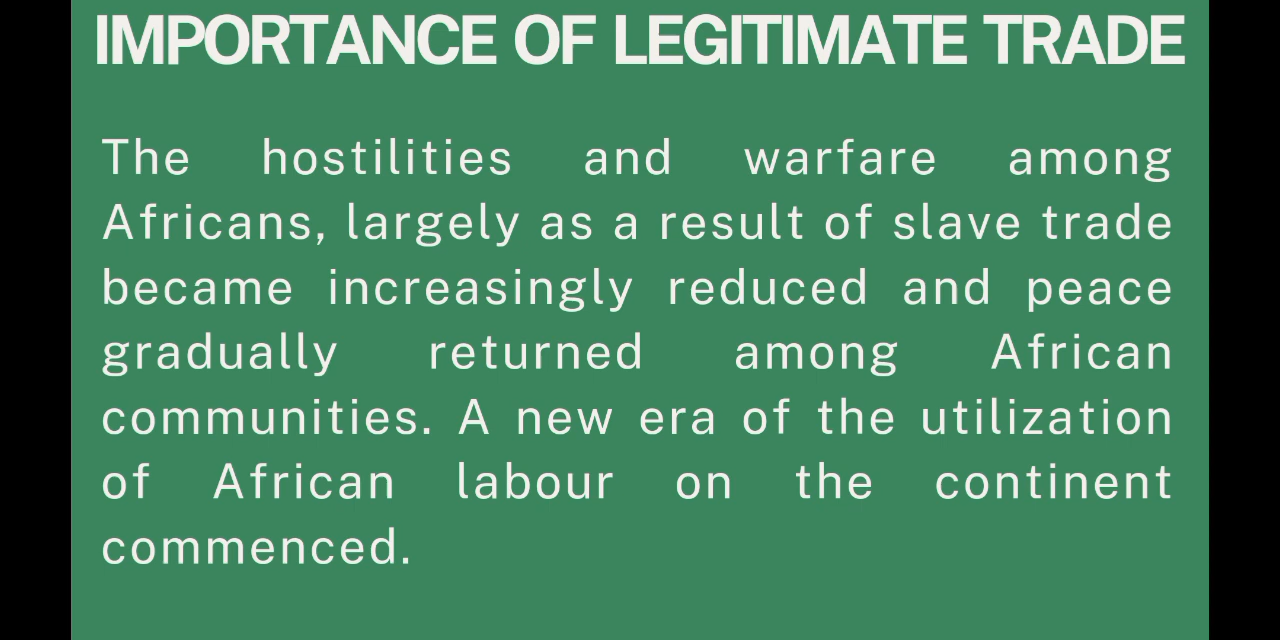 IMPORTANCE OF LEGITIMATE TRADE
The hostilities and warfare among
Africans, largely as a result of slave trade
became increasingly reduced and peace
gradually returned among African
communities. A new era of the utilization
of African labour on the continent
commenced.